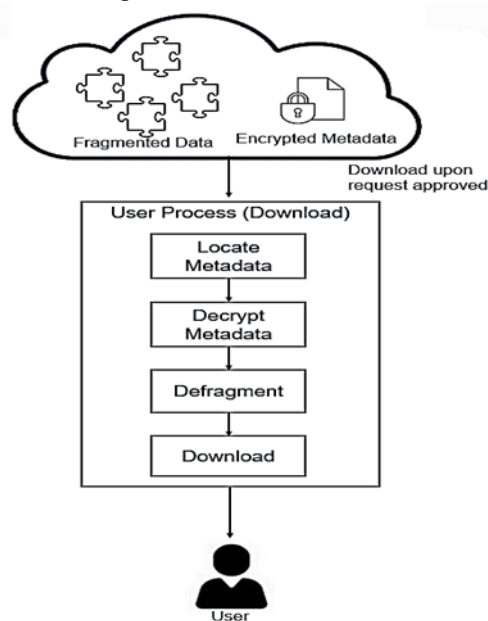 Fragmented Data
Encrypted Metadata
Download upon
request approved
User Process (Download)
Locate
Metadata
Decrypt
Metadata
Defragment
Download
User